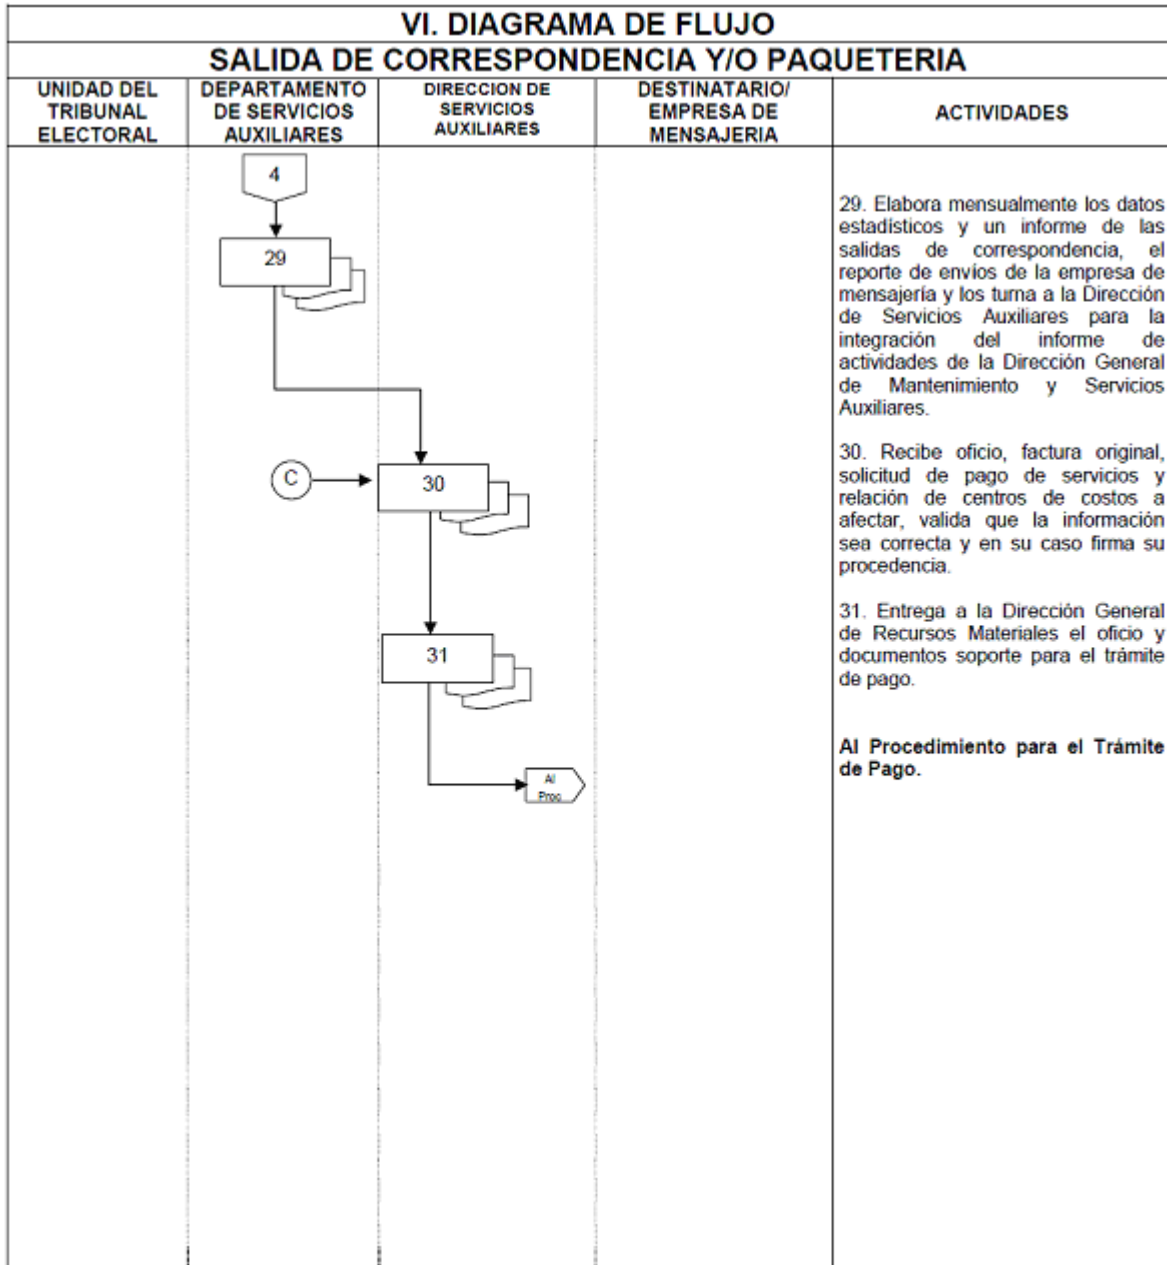 VI. DIAGRAMA DE FLUJO
SALIDA DE CORRESPONDENCIA Y/O PAQUETERIA
UNIDAD DEL
TRIBUNAL
ELECTORAL
DEPARTAMENTO
DE SERVICIOS
AUXILIARES
DIRECCION DE
SERVICIOS
AUXILIARES
DESTINATARIO/
EMPRESA DE
MENSAJERIA
ACTIVIDADES
4
29
C
30
31
Al
Proc
29. Elabora mensualmente los datos
estadísticos y un informe de las
salidas de correspondencia, el
reporte de envíos de la empresa de
mensajería y los turna a la Dirección
de Servicios Auxiliares para la
integración del informe de
actividades de la Dirección General
de Mantenimiento y Servicios
Auxiliares.
30. Recibe oficio, factura original,
solicitud de pago de servicios y
relación de centros de costos a
afectar, valida que la información
sea correcta y en su caso firma su
procedencia.
31. Entrega a la Dirección General
de Recursos Materiales el oficio y
documentos soporte para el trámite
de pago.
Al Procedimiento para el Trámite
de Pago.